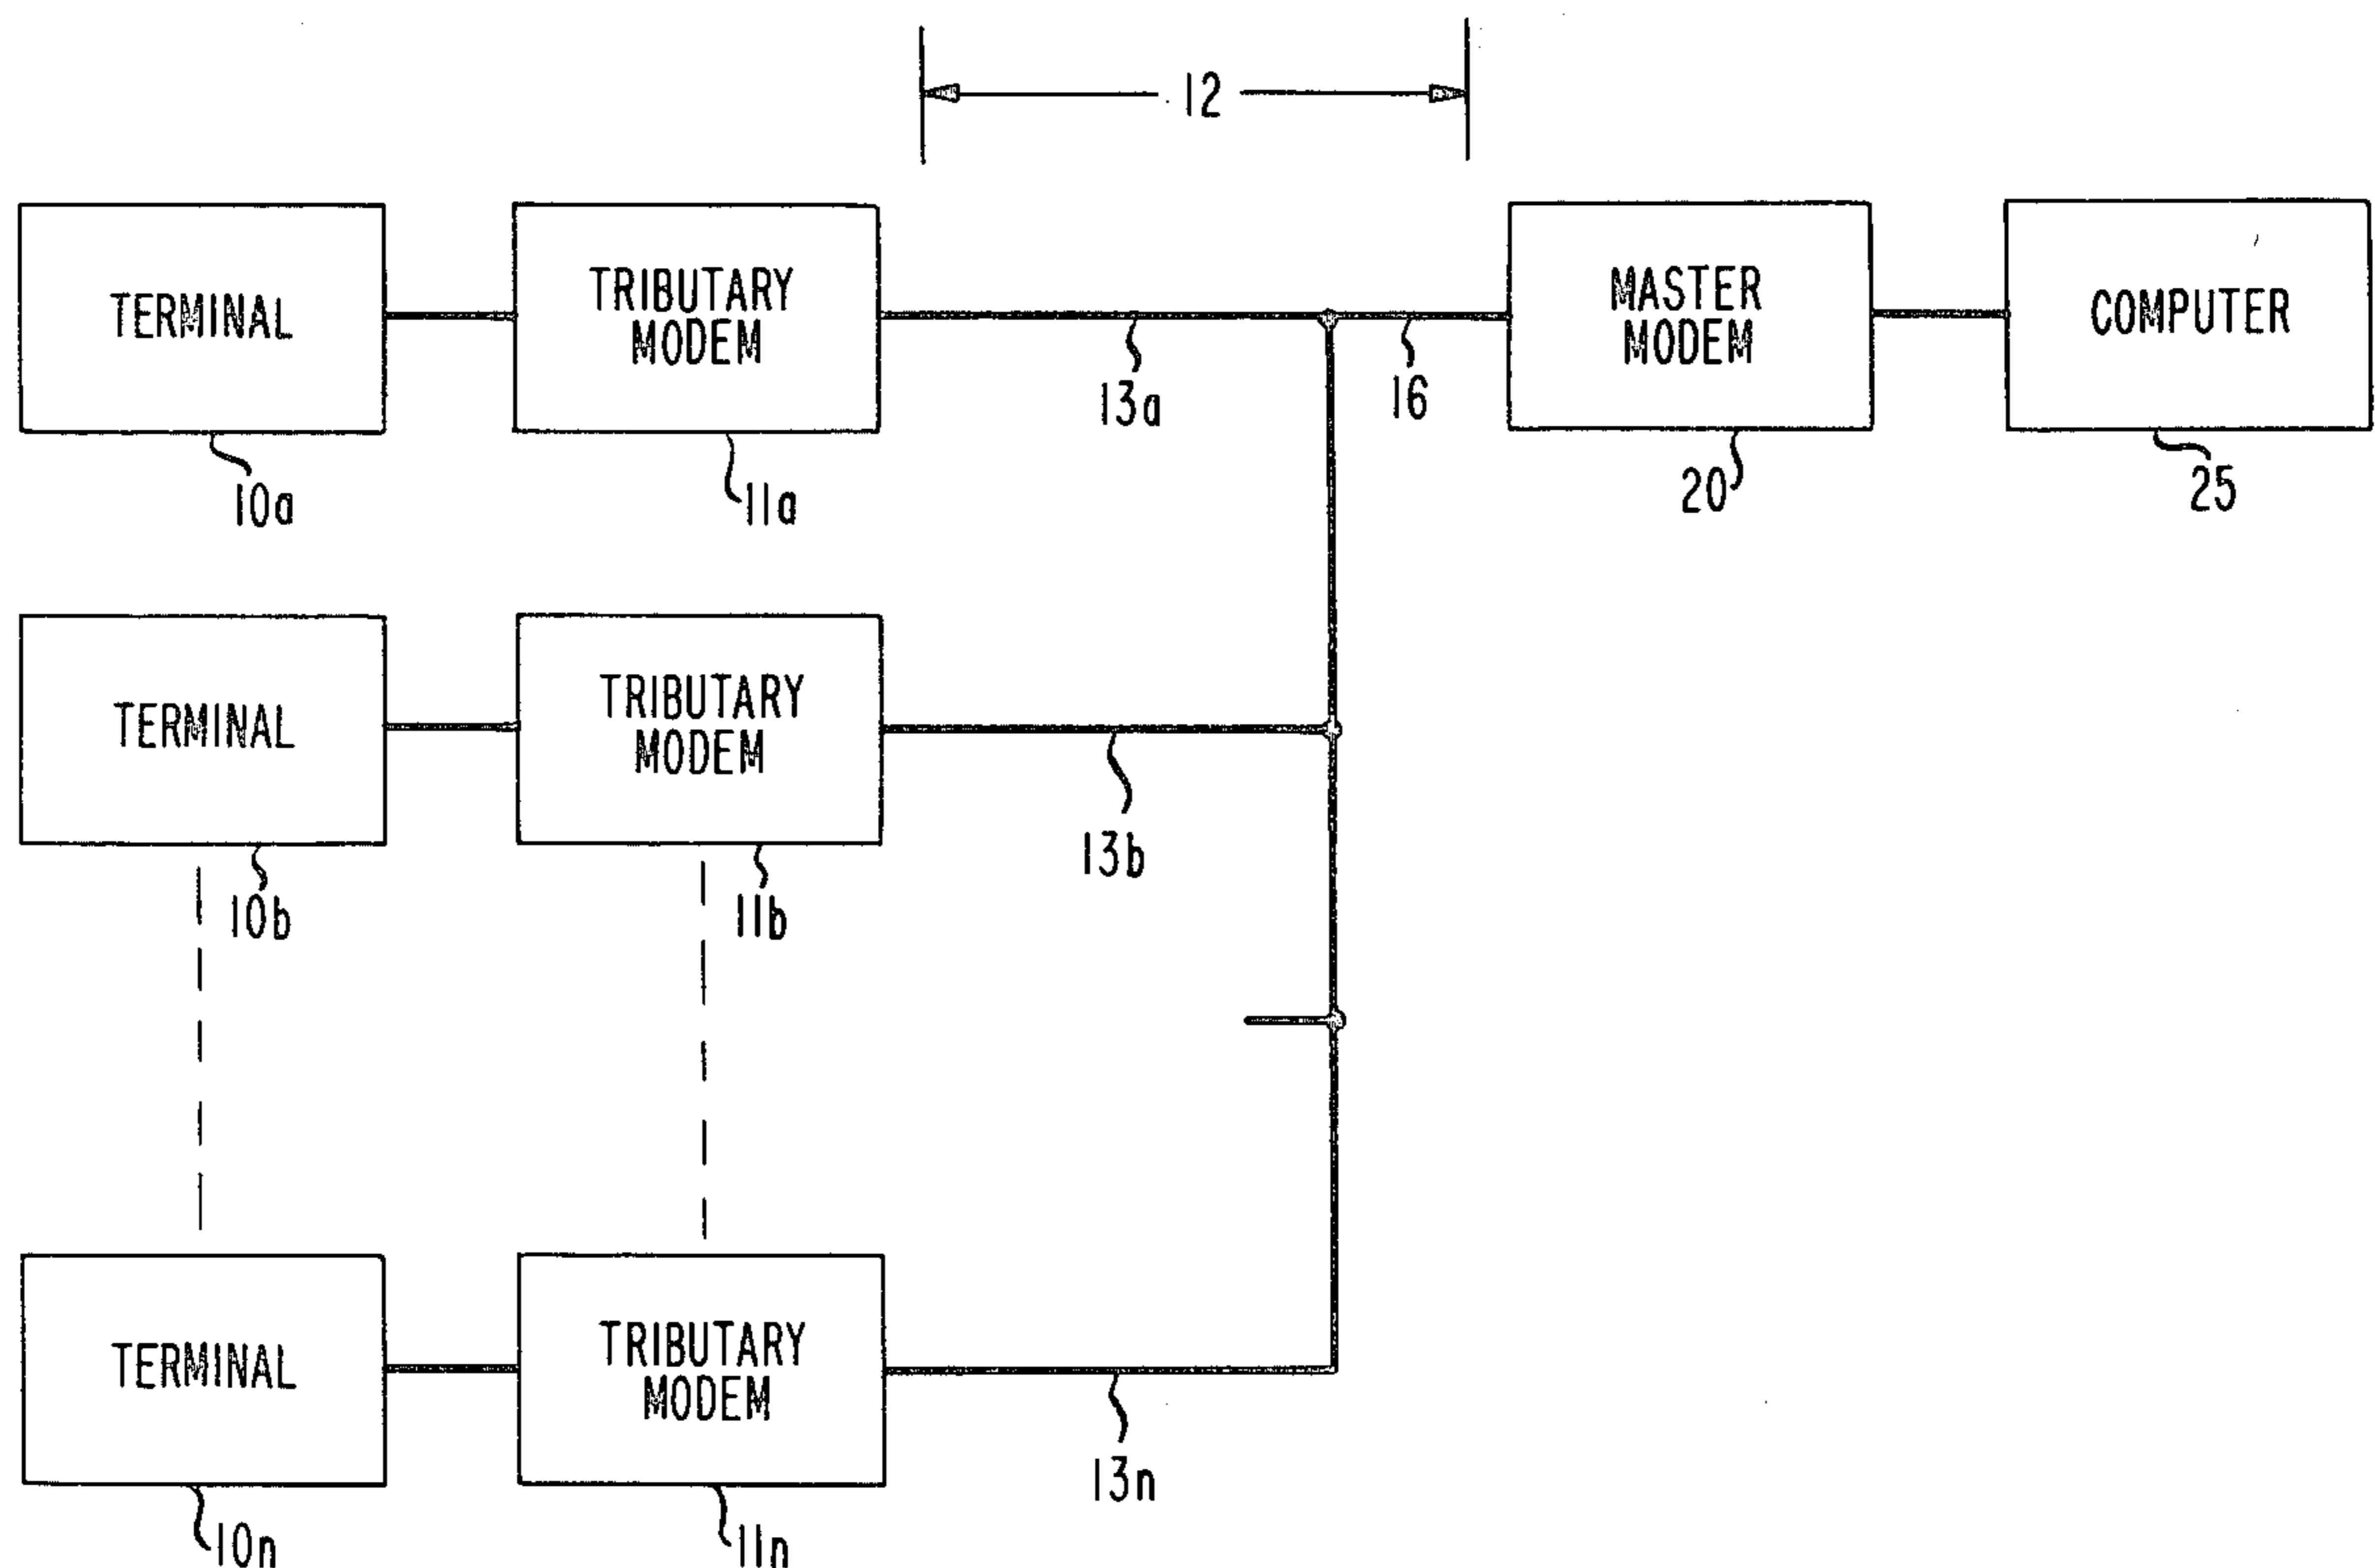 12
TERMINAL
TRIBUTARY
MODEM
MASTER
MODEM
COMPUTER
13a
16
10a
11a
20
25
TERMINAL
TRIBUTARY
MODEM
13b
10b
11b
TERMINAL
TRIBUTARY
MODEM
13n
10n
11n